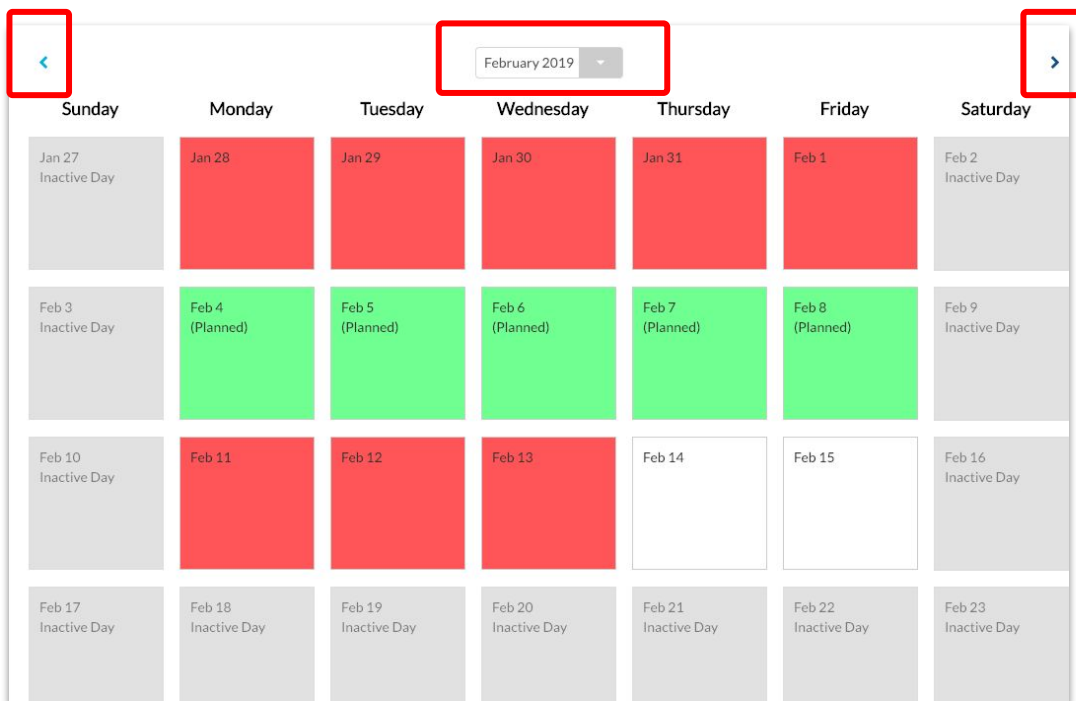 February 2019
Sunday Monday Tuesday Wednesday Thursday Friday Saturday
Jan 27 Jan 28 Jan 29 Jan 30 Jan 31 Feb 1 Feb 2
Inactive Day Inactive Day
Feb 3 Feb 4 Feb 5 Feb 6 Feb 7 Feb 8 Feb 9
Inactive Day (Planned) (Planned) (Planned) (Planned) (Planned) Inactive Day
Feb 10 Feb 11 Feb 12 Feb 13 Feb 14 Feb 15 Feb 16
Inactive Day Inactive Day
Feb 17 Feb 18 Feb 19 Feb 20 Feb 21 Feb 22 Feb 23
Inactive Day Inactive Day Inactive Day Inactive Day Inactive Day Inactive Day Inactive Day